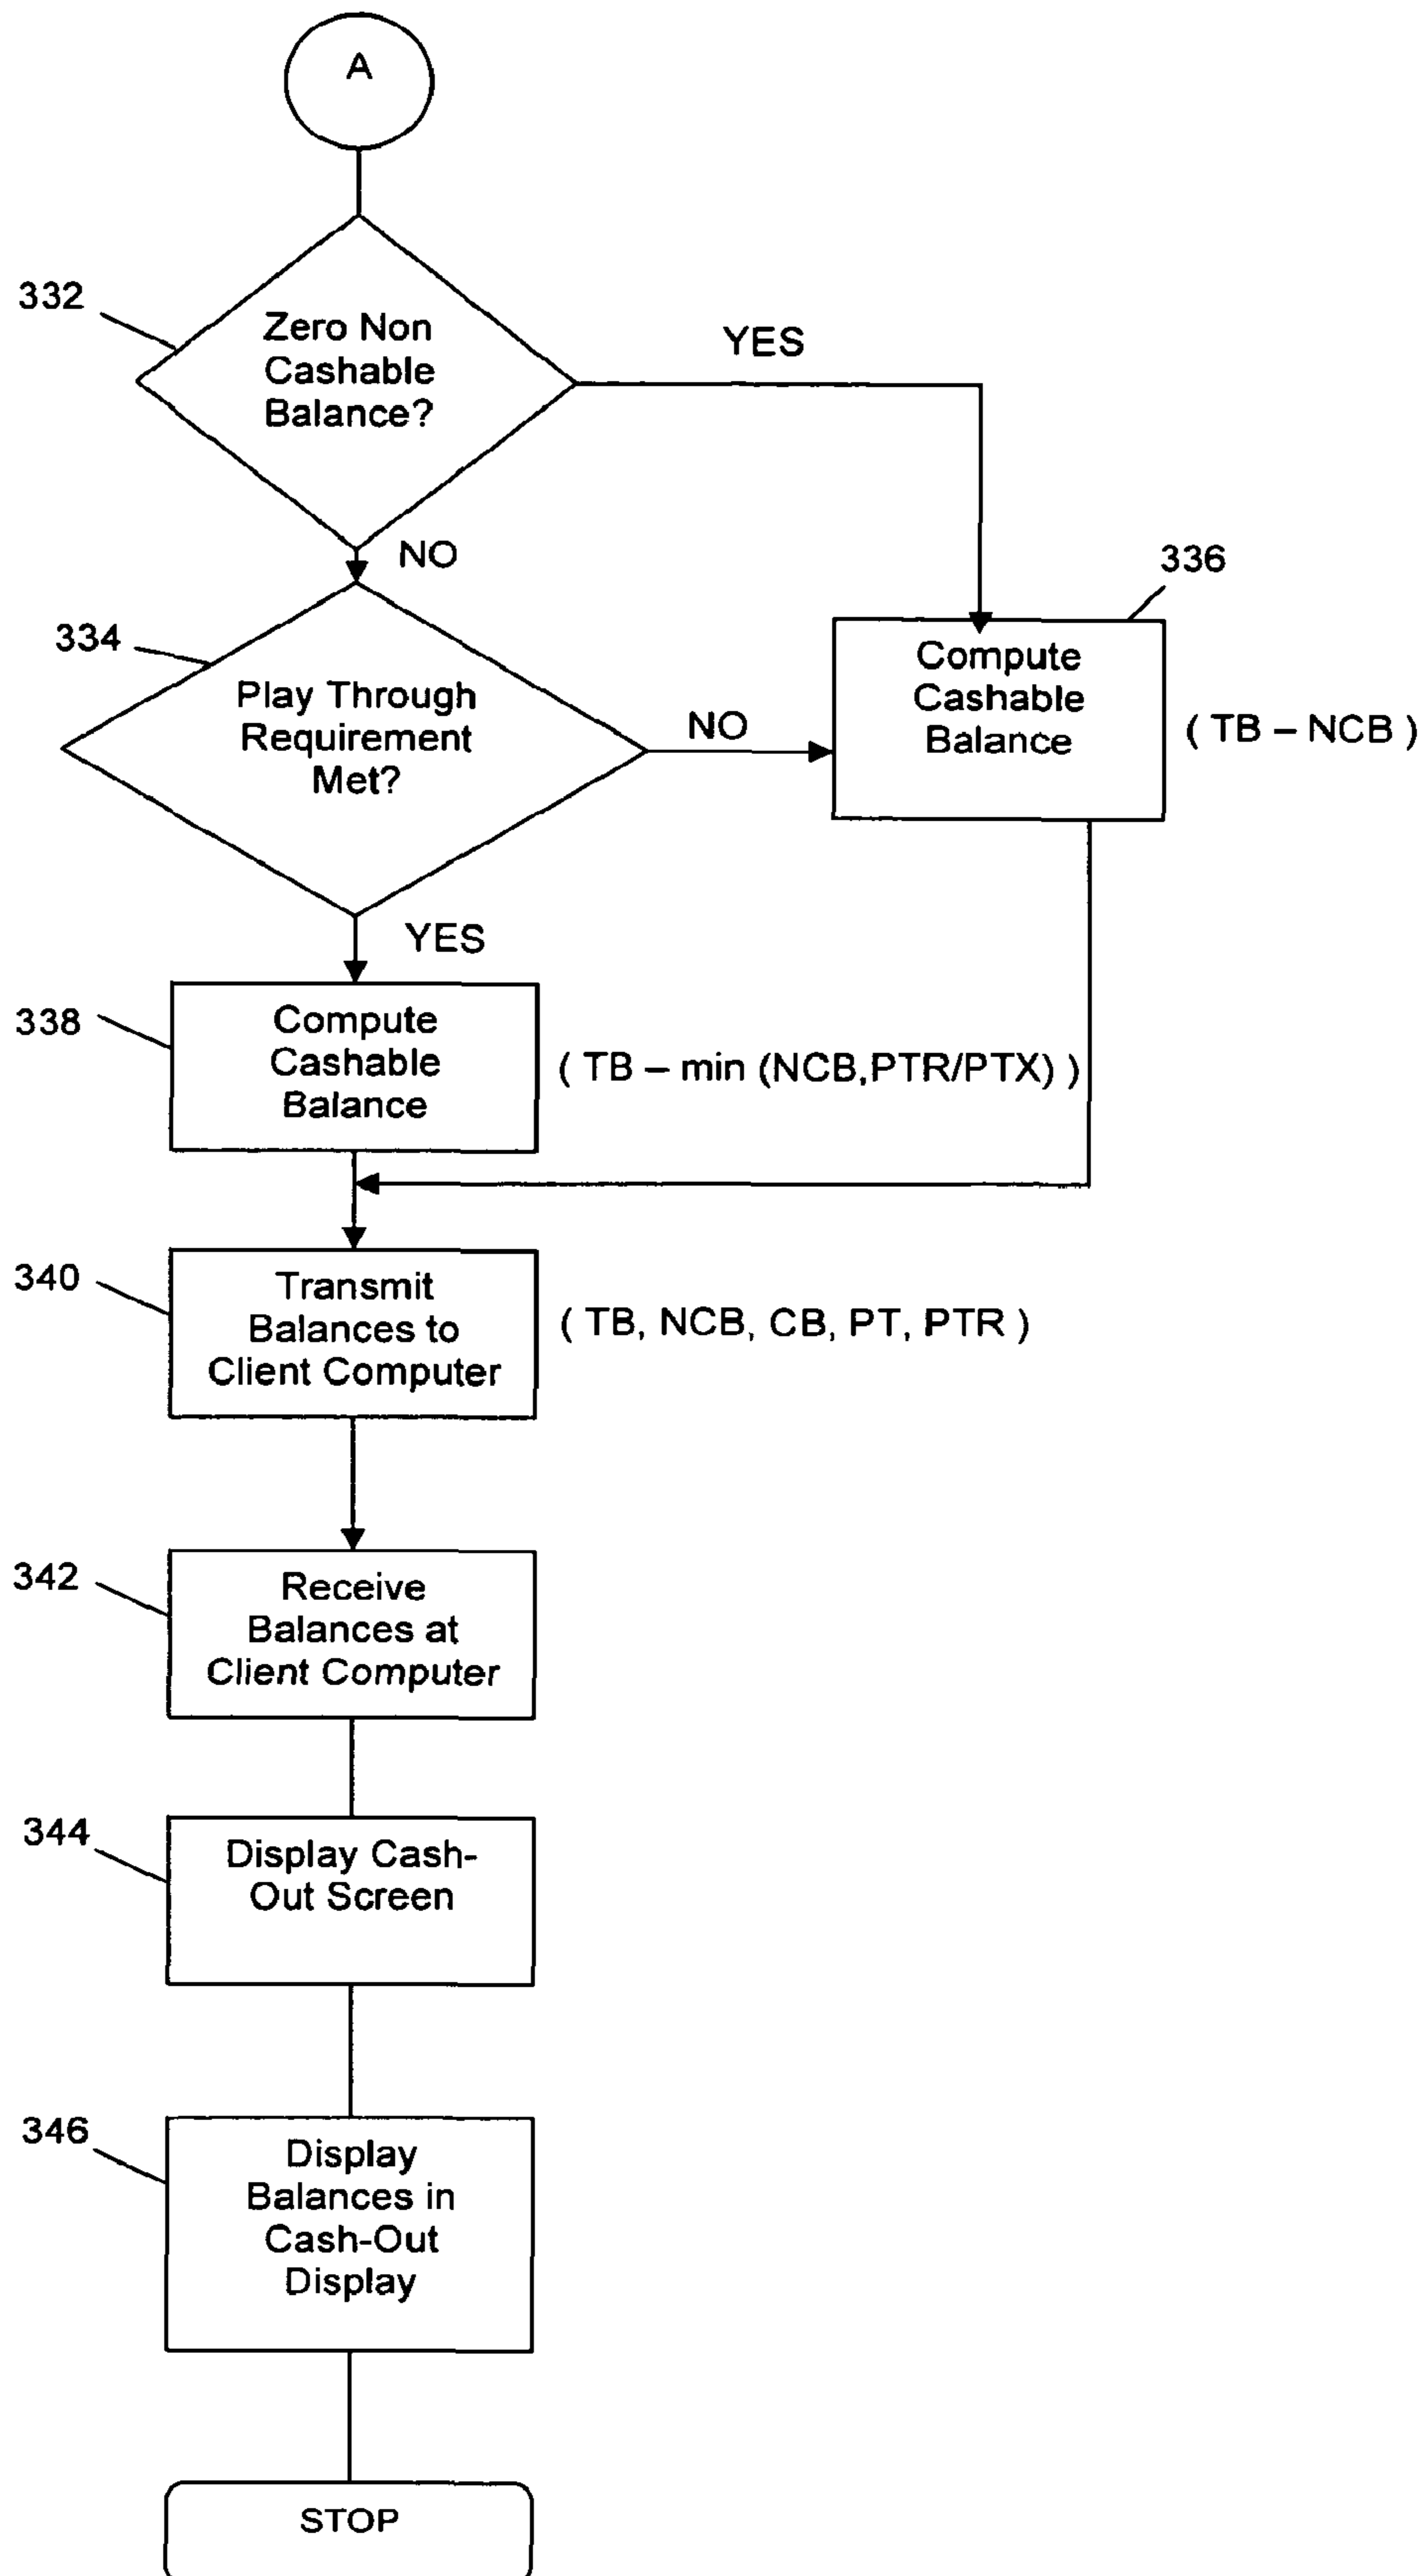 A
332
Zero Non
Cashable
Balance?
YES
NO
336
334
Play Through
Requirement
Met?
NO
Compute
Cashable
Balance
( TB – NCB )
YES
338
Compute
Cashable
Balance
( TB – min (NCB,PTR/PTX) )
340
Transmit
Balances to
Client Computer
( TB, NCB, CB, PT, PTR )
342
Receive
Balances at
Client Computer
344
Display Cash-
Out Screen
346
Display
Balances in
Cash-Out
Display
STOP